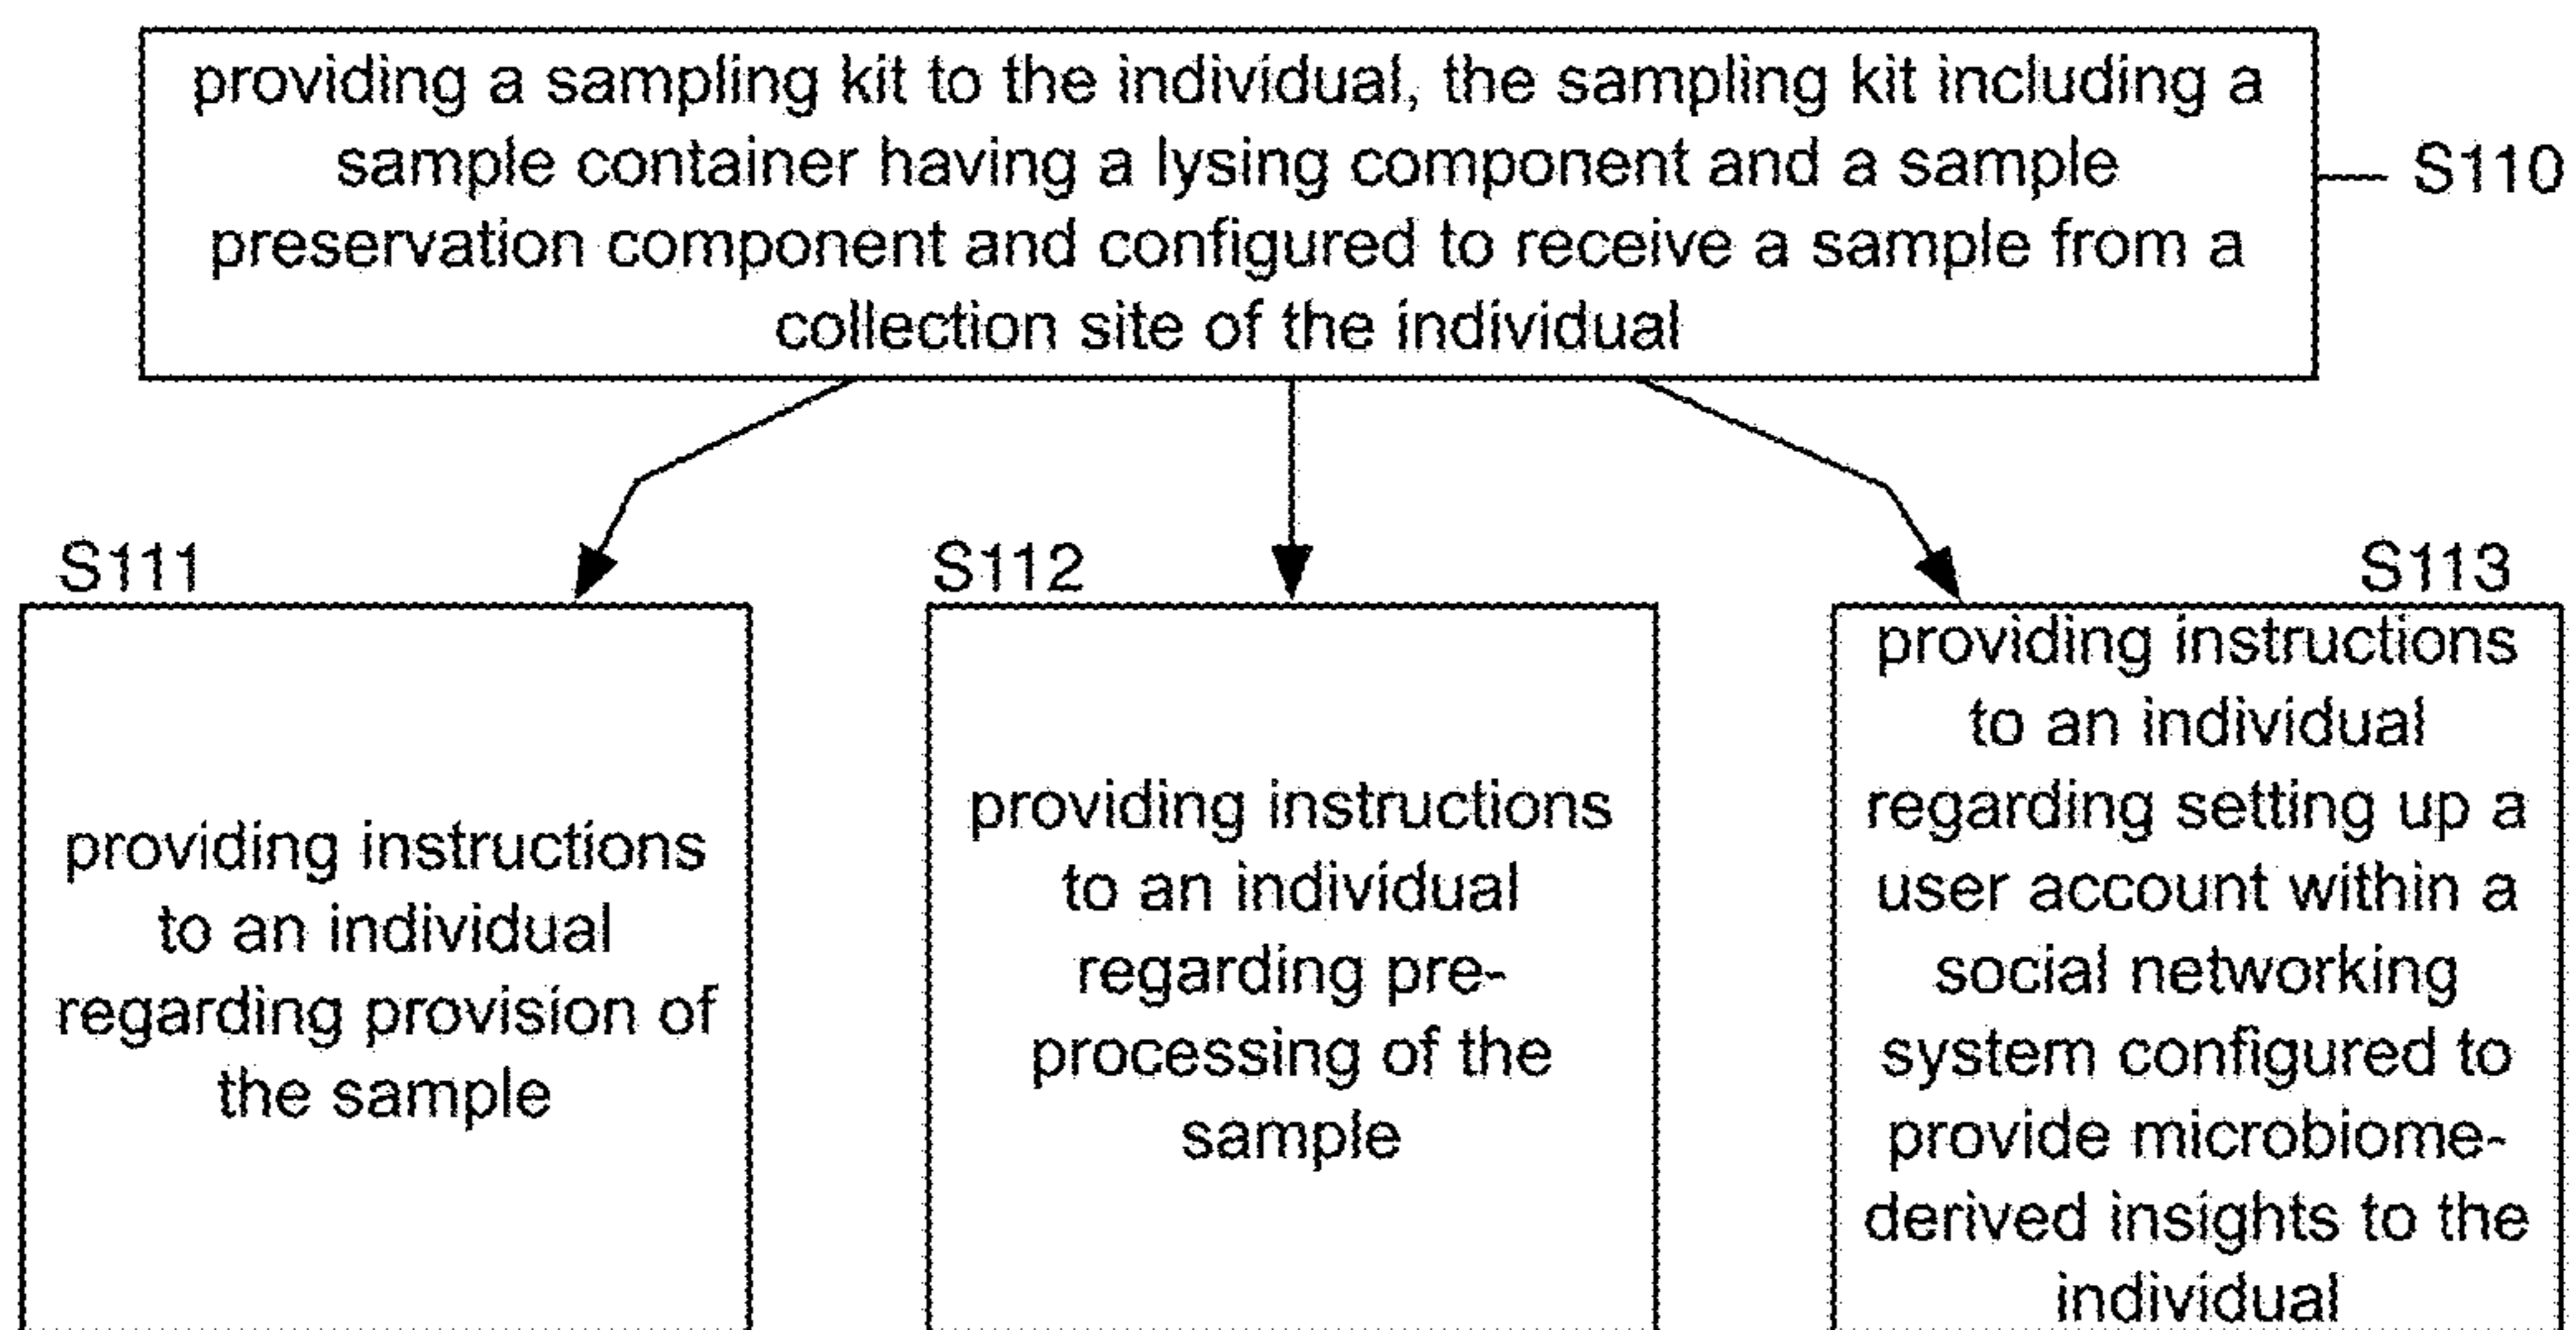 providing a sampling kit to the individual, the sampling kit including a
sample container having a lysing component and a sample
preservation component and configured to receive a sample from a
collection site of the individual
S110
S111
providing instructions
to an individual
regarding provision of
the sample
S112
providing instructions
to an individual
regarding pre-
processing of the
sample
S113
providing instructions
to an individual
regarding setting up a
user account within a
social networking
system configured to
provide microbiome-
derived insights to the
individual